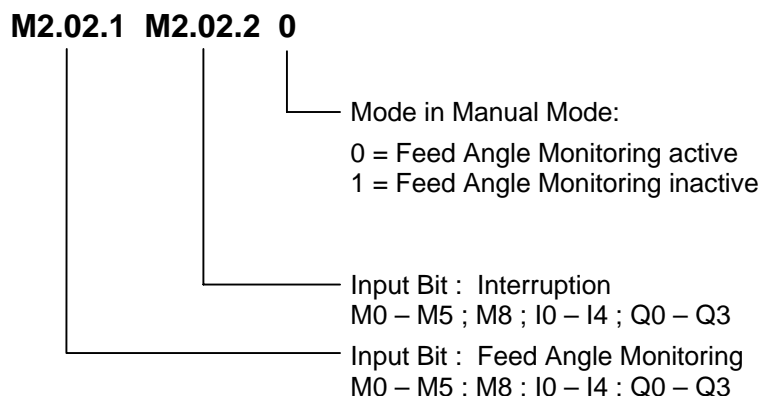 M2.02.1 M2.02.2 0
Mode in Manual Mode:
0 = Feed Angle Monitoring active
1 = Feed Angle Monitoring inactive
Input Bit : Interruption
M0 – M5 ; M8 ; I0 – I4 ; Q0 – Q3
Input Bit : Feed Angle Monitoring
M0 – M5 ; M8 ; I0 – I4 ; Q0 – Q3